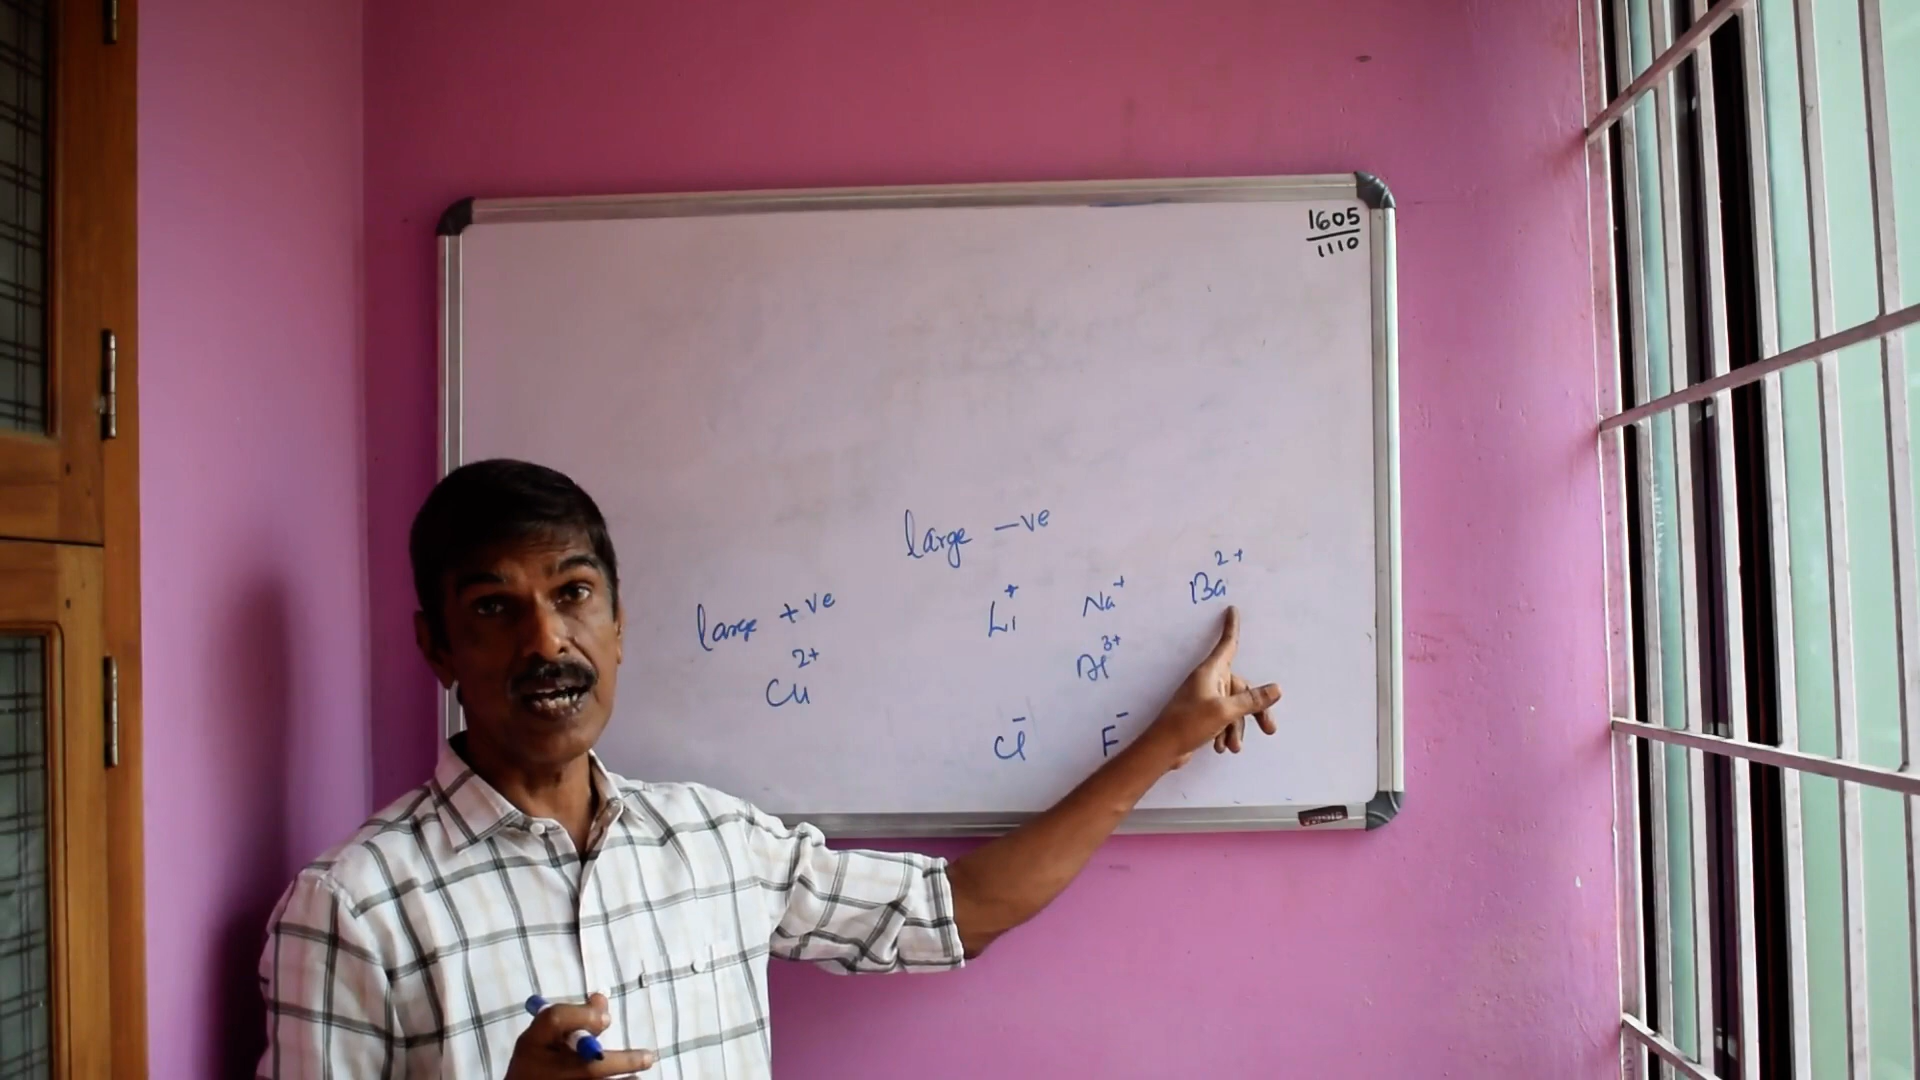 1605
1110
large -ve
large +ve
Li⁺ Na⁺ Ba²⁺
Cu²⁺
Al³⁺
Cl⁻ F⁻